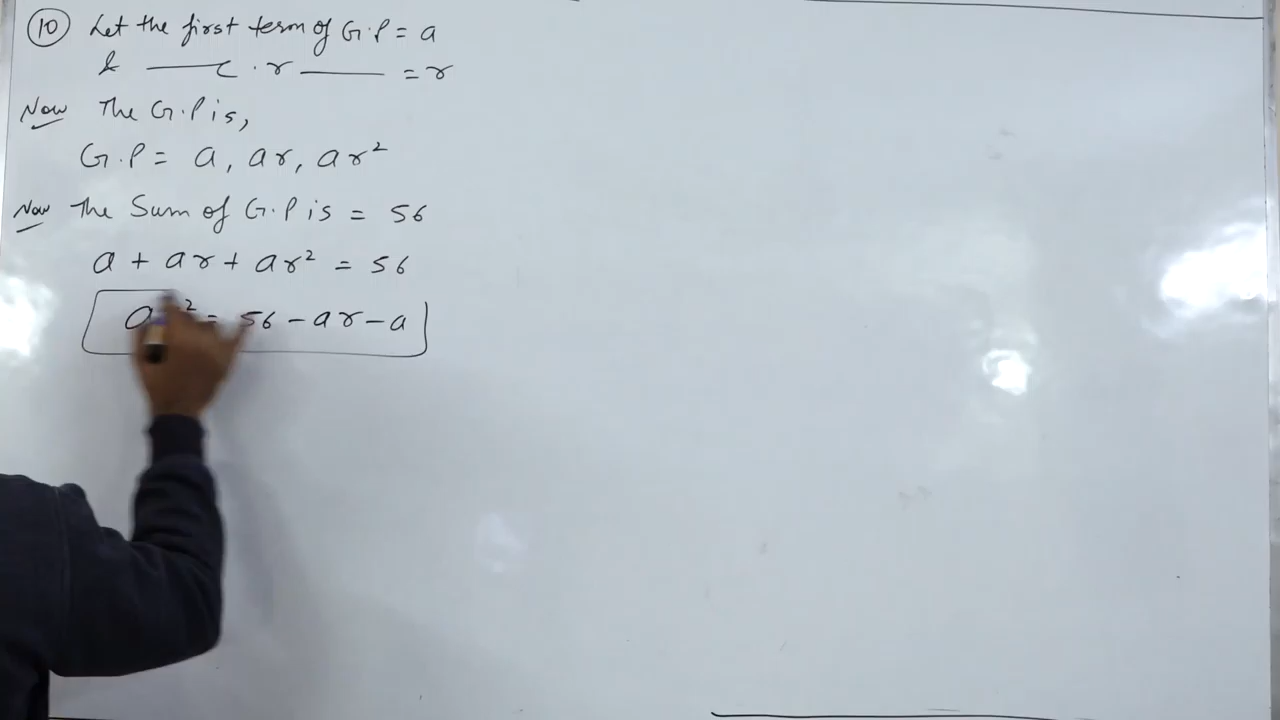 10 Let the first term of G.P = a
& —— C.r —— = r
Now The G.P is,
G.P = a, ar, ar²
Now The Sum of G.P is = 56
a + ar + ar² = 56
a ² = 56 - ar - a